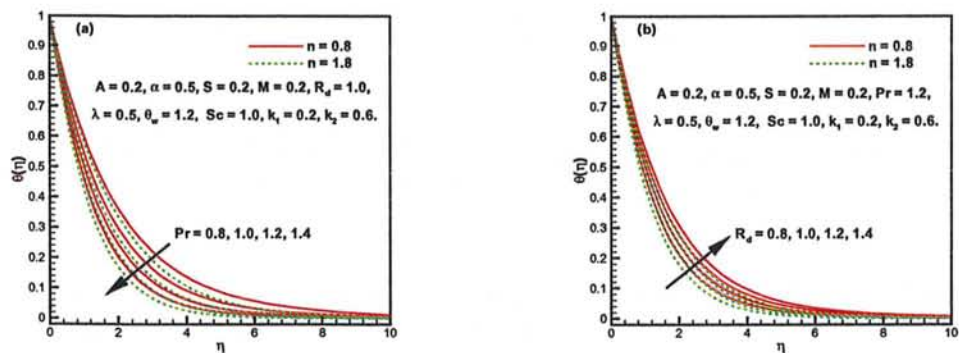 (a)
n = 0.8
n = 1.8
A = 0.2, α = 0.5, S = 0.2, M = 0.2, R_d = 1.0,
λ = 0.5, θ_w = 1.2, Sc = 1.0, k_1 = 0.2, k_2 = 0.6.
Pr = 0.8, 1.0, 1.2, 1.4
θ(η)
1
0.9
0.8
0.7
0.6
0.5
0.4
0.3
0.2
0.1
0
0 2 4 6 8 10
η
(b)
n = 0.8
n = 1.8
A = 0.2, α = 0.5, S = 0.2, M = 0.2, Pr = 1.2,
λ = 0.5, θ_w = 1.2, Sc = 1.0, k_1 = 0.2, k_2 = 0.6.
R_d = 0.8, 1.0, 1.2, 1.4
θ(η)
1
0.9
0.8
0.7
0.6
0.5
0.4
0.3
0.2
0.1
0
0 2 4 6 8 10
η